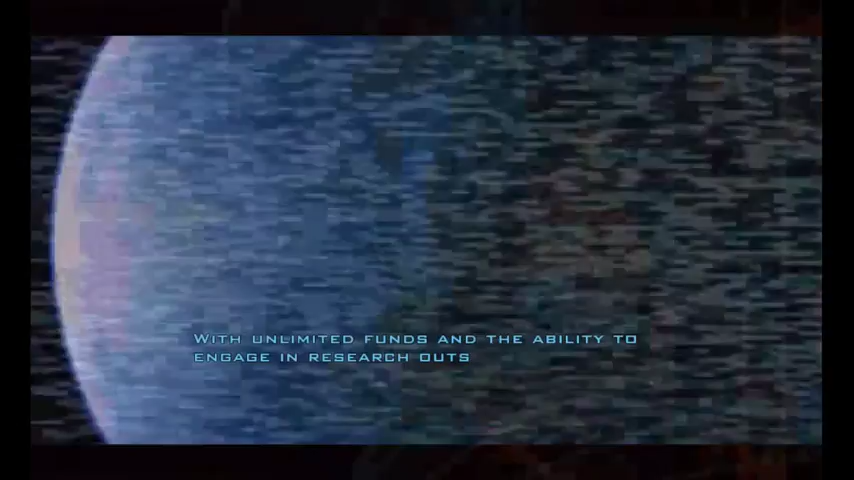 With unlimited funds and the ability to
engage in research outs